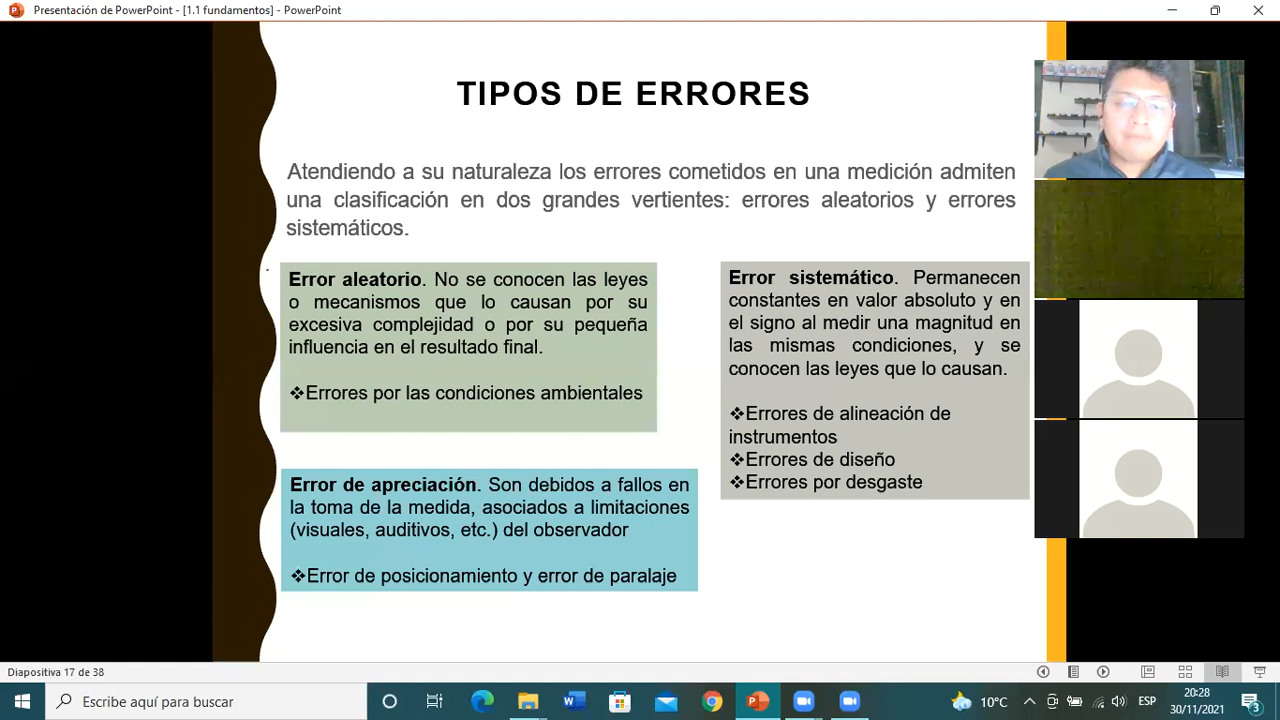 Presentación de PowerPoint - [1.1 fundamentos] - PowerPoint
TIPOS DE ERRORES
Atendiendo a su naturaleza los errores cometidos en una medición admiten
una clasificación en dos grandes vertientes: errores aleatorios y errores
sistemáticos.
Error aleatorio. No se conocen las leyes
o mecanismos que lo causan por su
excesiva complejidad o por su pequeña
influencia en el resultado final.
❖Errores por las condiciones ambientales
Error sistemático. Permanecen
constantes en valor absoluto y en
el signo al medir una magnitud en
las mismas condiciones, y se
conocen las leyes que lo causan.
❖Errores de alineación de
instrumentos
❖Errores de diseño
❖Errores por desgaste
Error de apreciación. Son debidos a fallos en
la toma de la medida, asociados a limitaciones
(visuales, auditivos, etc.) del observador
❖Error de posicionamiento y error de paralaje
Diapositiva 17 de 38
Escribe aquí para buscar
10°C
ESP
20:28
30/11/2021
3